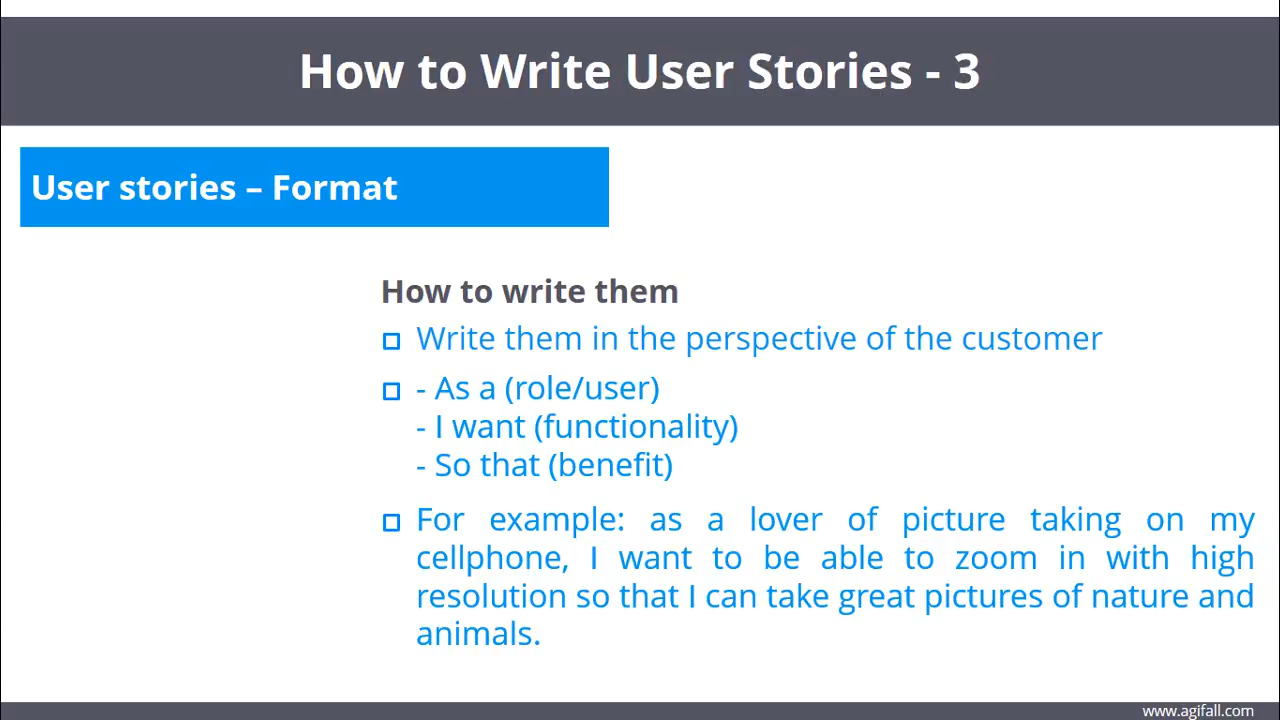 How to Write User Stories - 3
User stories – Format
How to write them
Write them in the perspective of the customer
- As a (role/user)
- I want (functionality)
- So that (benefit)
For example: as a lover of picture taking on my
cellphone, I want to be able to zoom in with high
resolution so that I can take great pictures of nature and
animals.
www.agifall.com